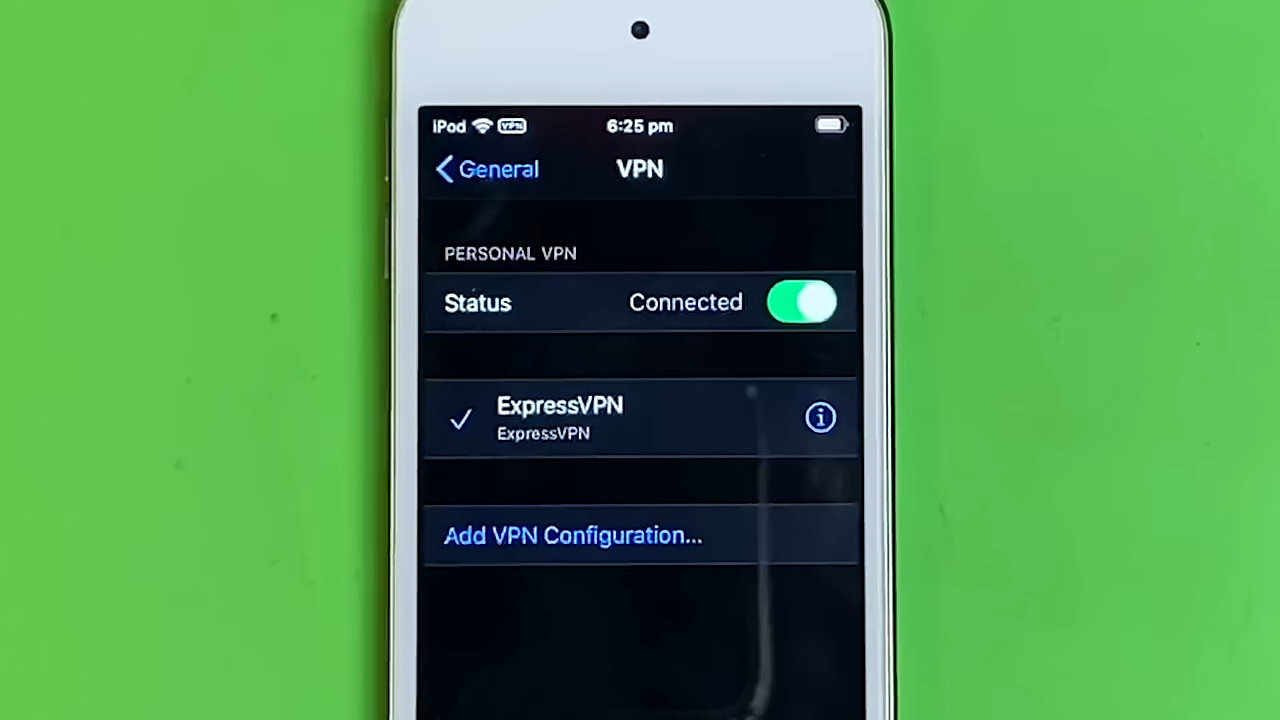 iPod VPN 6:25 pm
General VPN
PERSONAL VPN
Status Connected
ExpressVPN
ExpressVPN
Add VPN Configuration...